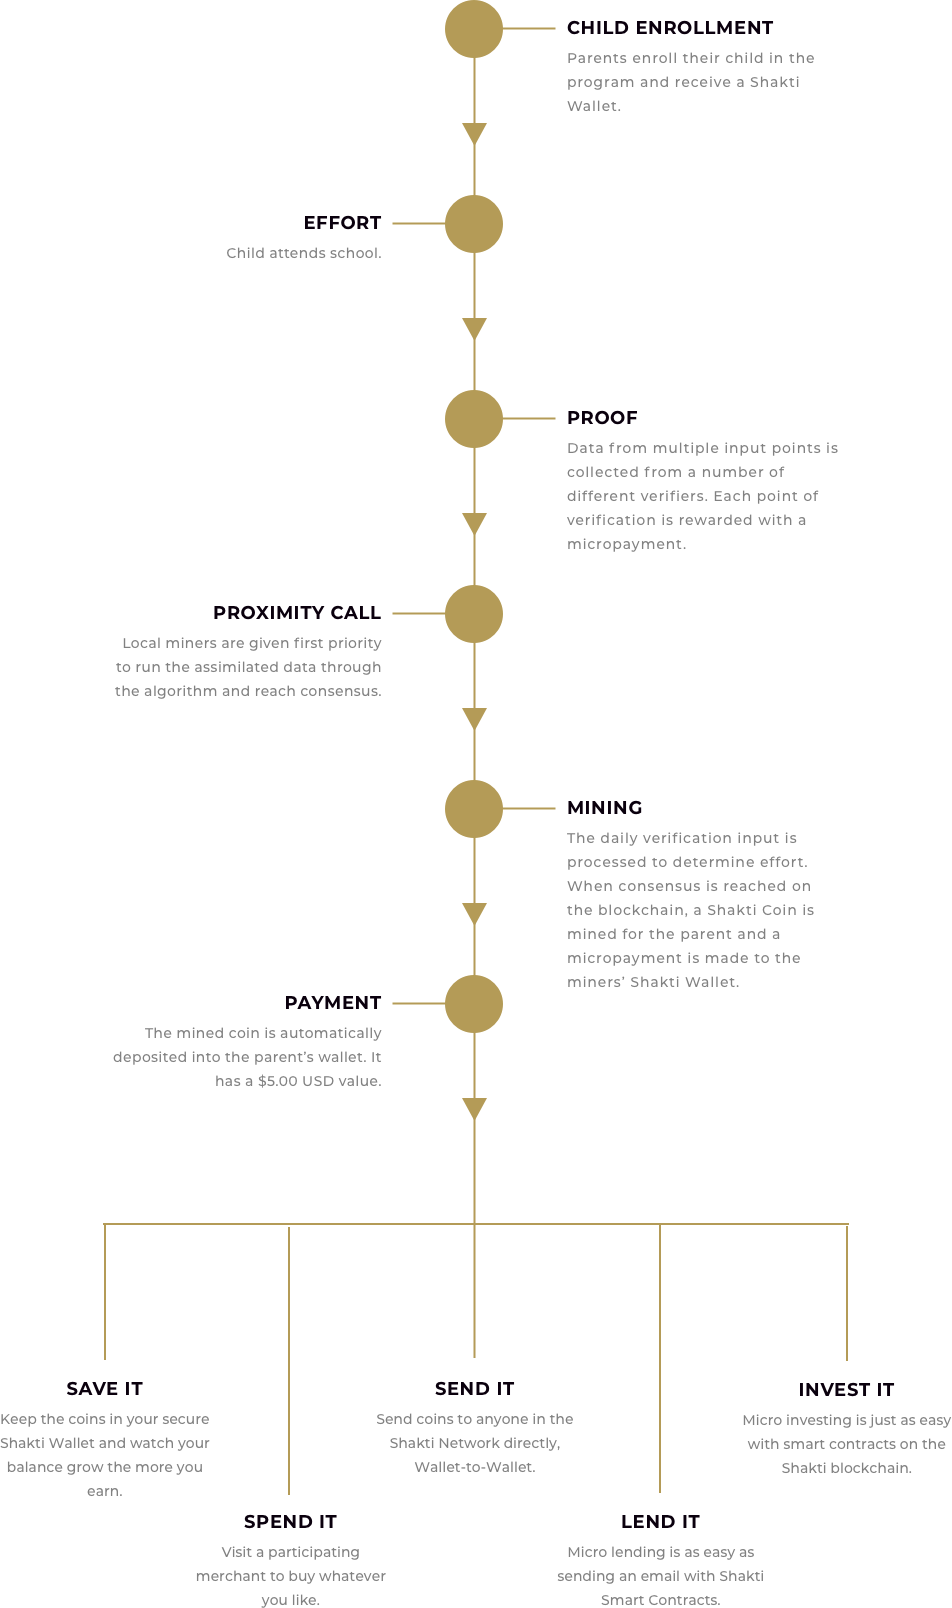 CHILD ENROLLMENT
Parents enroll their child in the
program and receive a Shakti
Wallet.
EFFORT
Child attends school.
PROOF
Data from multiple input points is
collected from a number of
different verifiers. Each point of
verification is rewarded with a
micropayment.
PROXIMITY CALL
Local miners are given first priority
to run the assimilated data through
the algorithm and reach consensus.
MINING
The daily verification input is
processed to determine effort.
When consensus is reached on
the blockchain, a Shakti Coin is
mined for the parent and a
micropayment is made to the
miners’ Shakti Wallet.
PAYMENT
The mined coin is automatically
deposited into the parent’s wallet. It
has a $5.00 USD value.
SAVE IT
Keep the coins in your secure
Shakti Wallet and watch your
balance grow the more you
earn.
SPEND IT
Visit a participating
merchant to buy whatever
you like.
SEND IT
Send coins to anyone in the
Shakti Network directly,
Wallet-to-Wallet.
LEND IT
Micro lending is as easy as
sending an email with Shakti
Smart Contracts.
INVEST IT
Micro investing is just as easy
with smart contracts on the
Shakti blockchain.